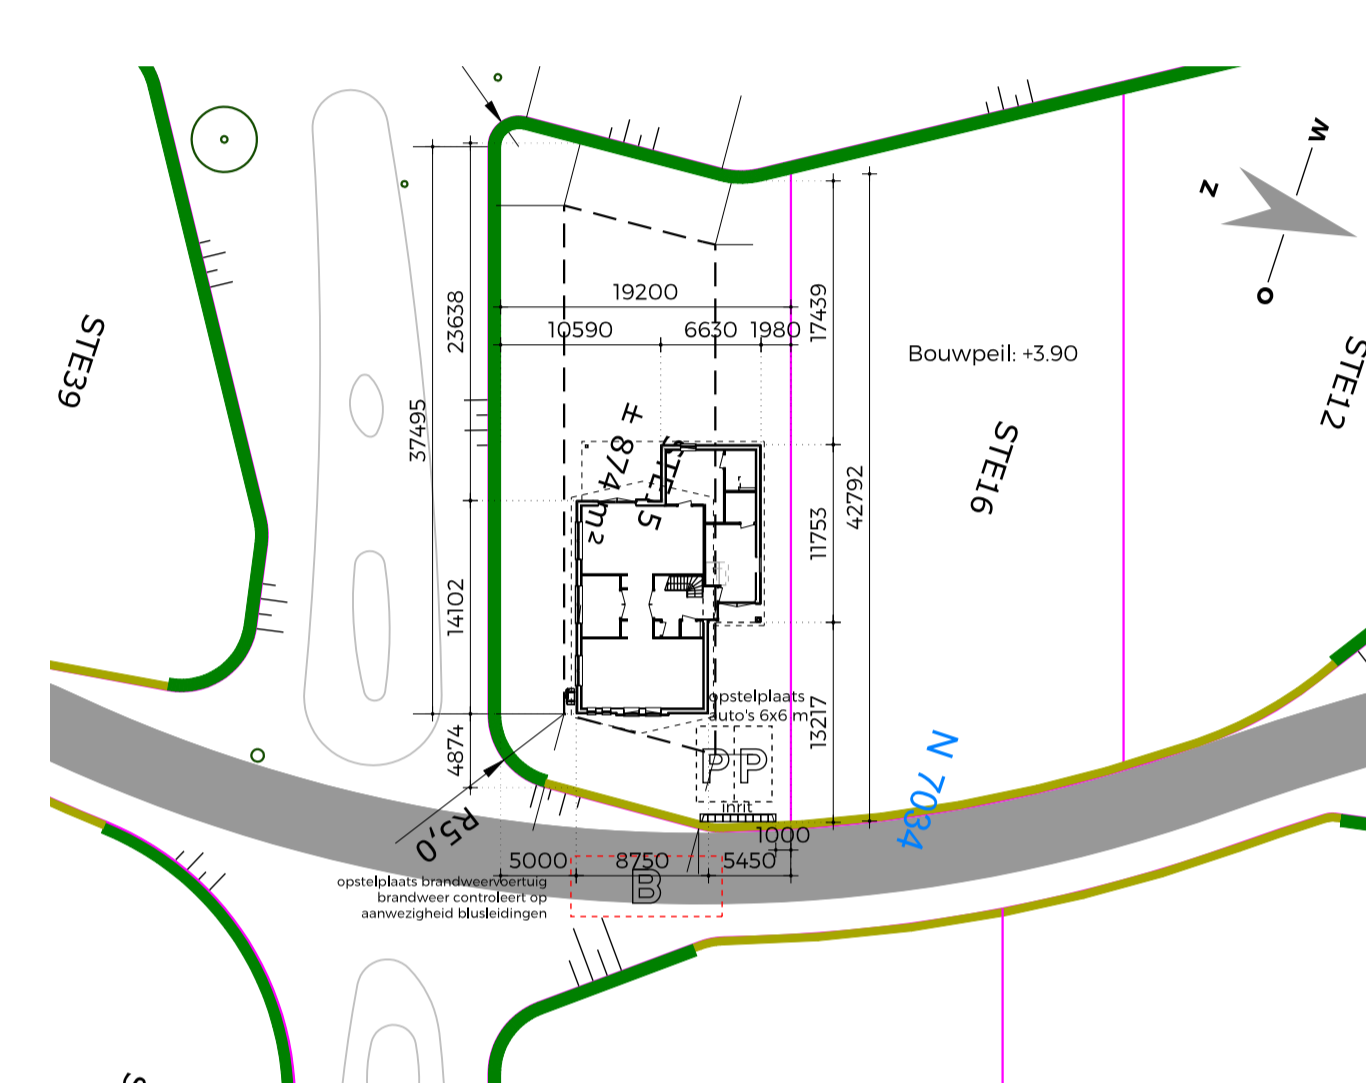 W
Z
O
19200
10590
6630
1980
17439
23638
37495
STE39
Bouwpeil: +3.90
STE12
STE16
± 874 m²
11753
42792
14102
4874
13217
opstelplaats
auto's 6x6 m
P P
inrit
N 7034
R5,0
1000
5000
8750
5450
B
opstelplaats brandweervoertuig
brandweer controleert op
aanwezigheid blusleidingen